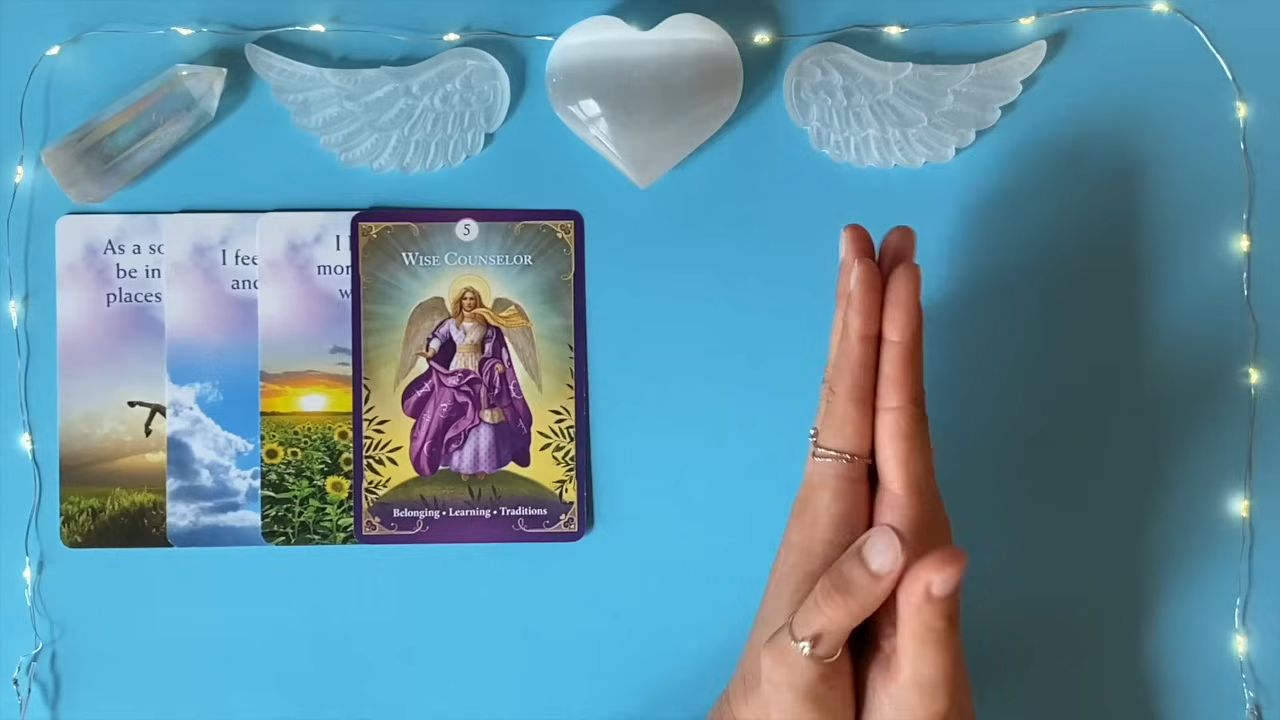 As a so
be in
places
I fee
and
I
mor
w
5
WISE COUNSELOR
Belonging • Learning • Traditions